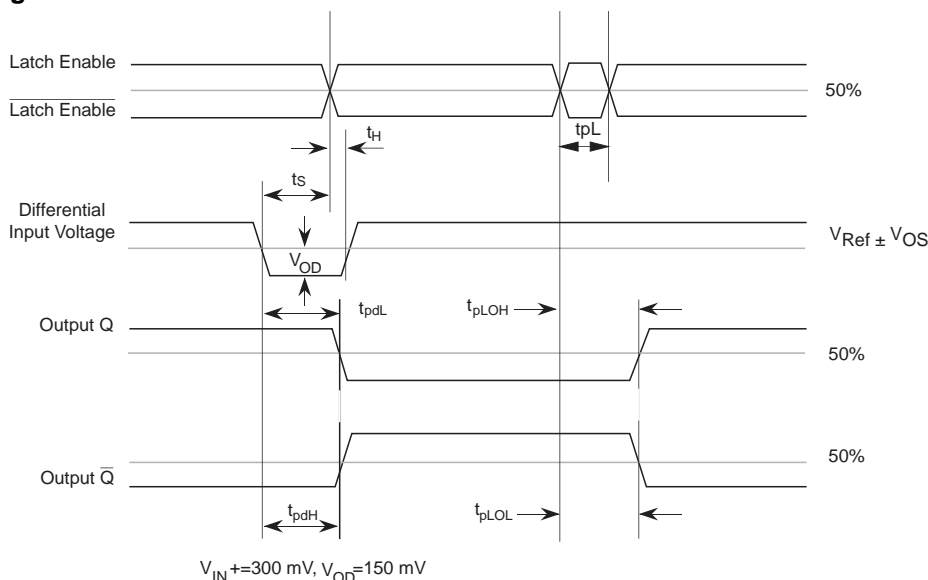 Latch Enable
Latch Enable
50%
tH
tpL
ts
Differential
Input Voltage
VRef ± VOS
VOD
tpdL
tpLOH
Output Q
50%
50%
Output Q̅
tpdH
tpLOL
VIN +=300 mV, VOD=150 mV